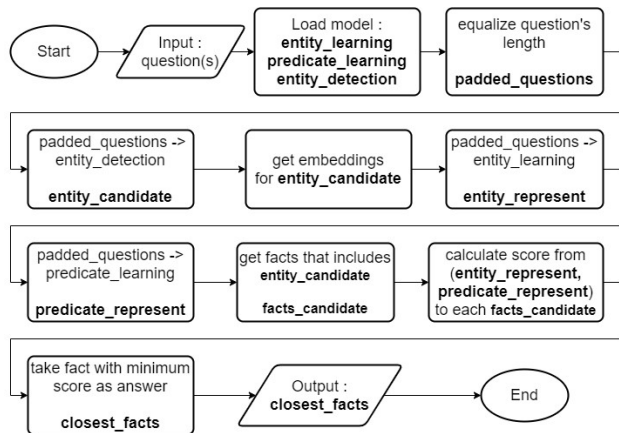 Start
Input :
question(s)
Load model :
entity_learning
predicate_learning
entity_detection
equalize question's
length
padded_questions
padded_questions ->
entity_detection
entity_candidate
get embeddings
for entity_candidate
padded_questions ->
entity_learning
entity_represent
padded_questions ->
predicate_learning
predicate_represent
get facts that includes
entity_candidate
facts_candidate
calculate score from
(entity_represent,
predicate_represent)
to each facts_candidate
take fact with minimum
score as answer
closest_facts
Output :
closest_facts
End